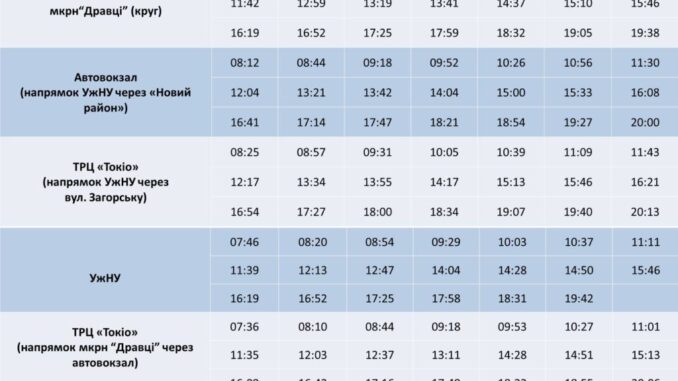 11:42 12:59 13:19 13:41 14:37 15:10 15:46
мкрн“Дравці” (круг)
16:19 16:52 17:25 17:59 18:32 19:05 19:38
Автовокзал
(напрямок УжНУ через «Новий
район»)
08:12 08:44 09:18 09:52 10:26 10:56 11:30
12:04 13:21 13:42 14:04 15:00 15:33 16:08
16:41 17:14 17:47 18:21 18:54 19:27 20:00
ТРЦ «Токіо»
(напрямок УжНУ через
вул. Загорську)
08:25 08:57 09:31 10:05 10:39 11:09 11:43
12:17 13:34 13:55 14:17 15:13 15:46 16:21
16:54 17:27 18:00 18:34 19:07 19:40 20:13
УжНУ
07:46 08:20 08:54 09:29 10:03 10:37 11:11
11:39 12:13 12:47 14:04 14:28 14:50 15:46
16:19 16:52 17:25 17:58 18:31 19:42
ТРЦ «Токіо»
(напрямок мкрн “Дравці” через
автовокзал)
07:36 08:10 08:44 09:18 09:53 10:27 11:01
11:35 12:03 12:37 13:11 14:28 14:51 15:13